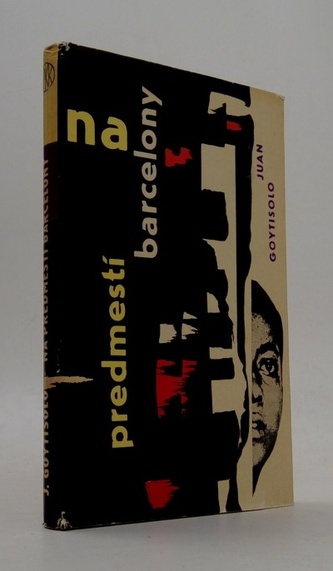 na
predmestí
barcelony
JUAN
GOYTISOLO
J. GOYTISOLO NA PREDMESTÍ BARCELONY